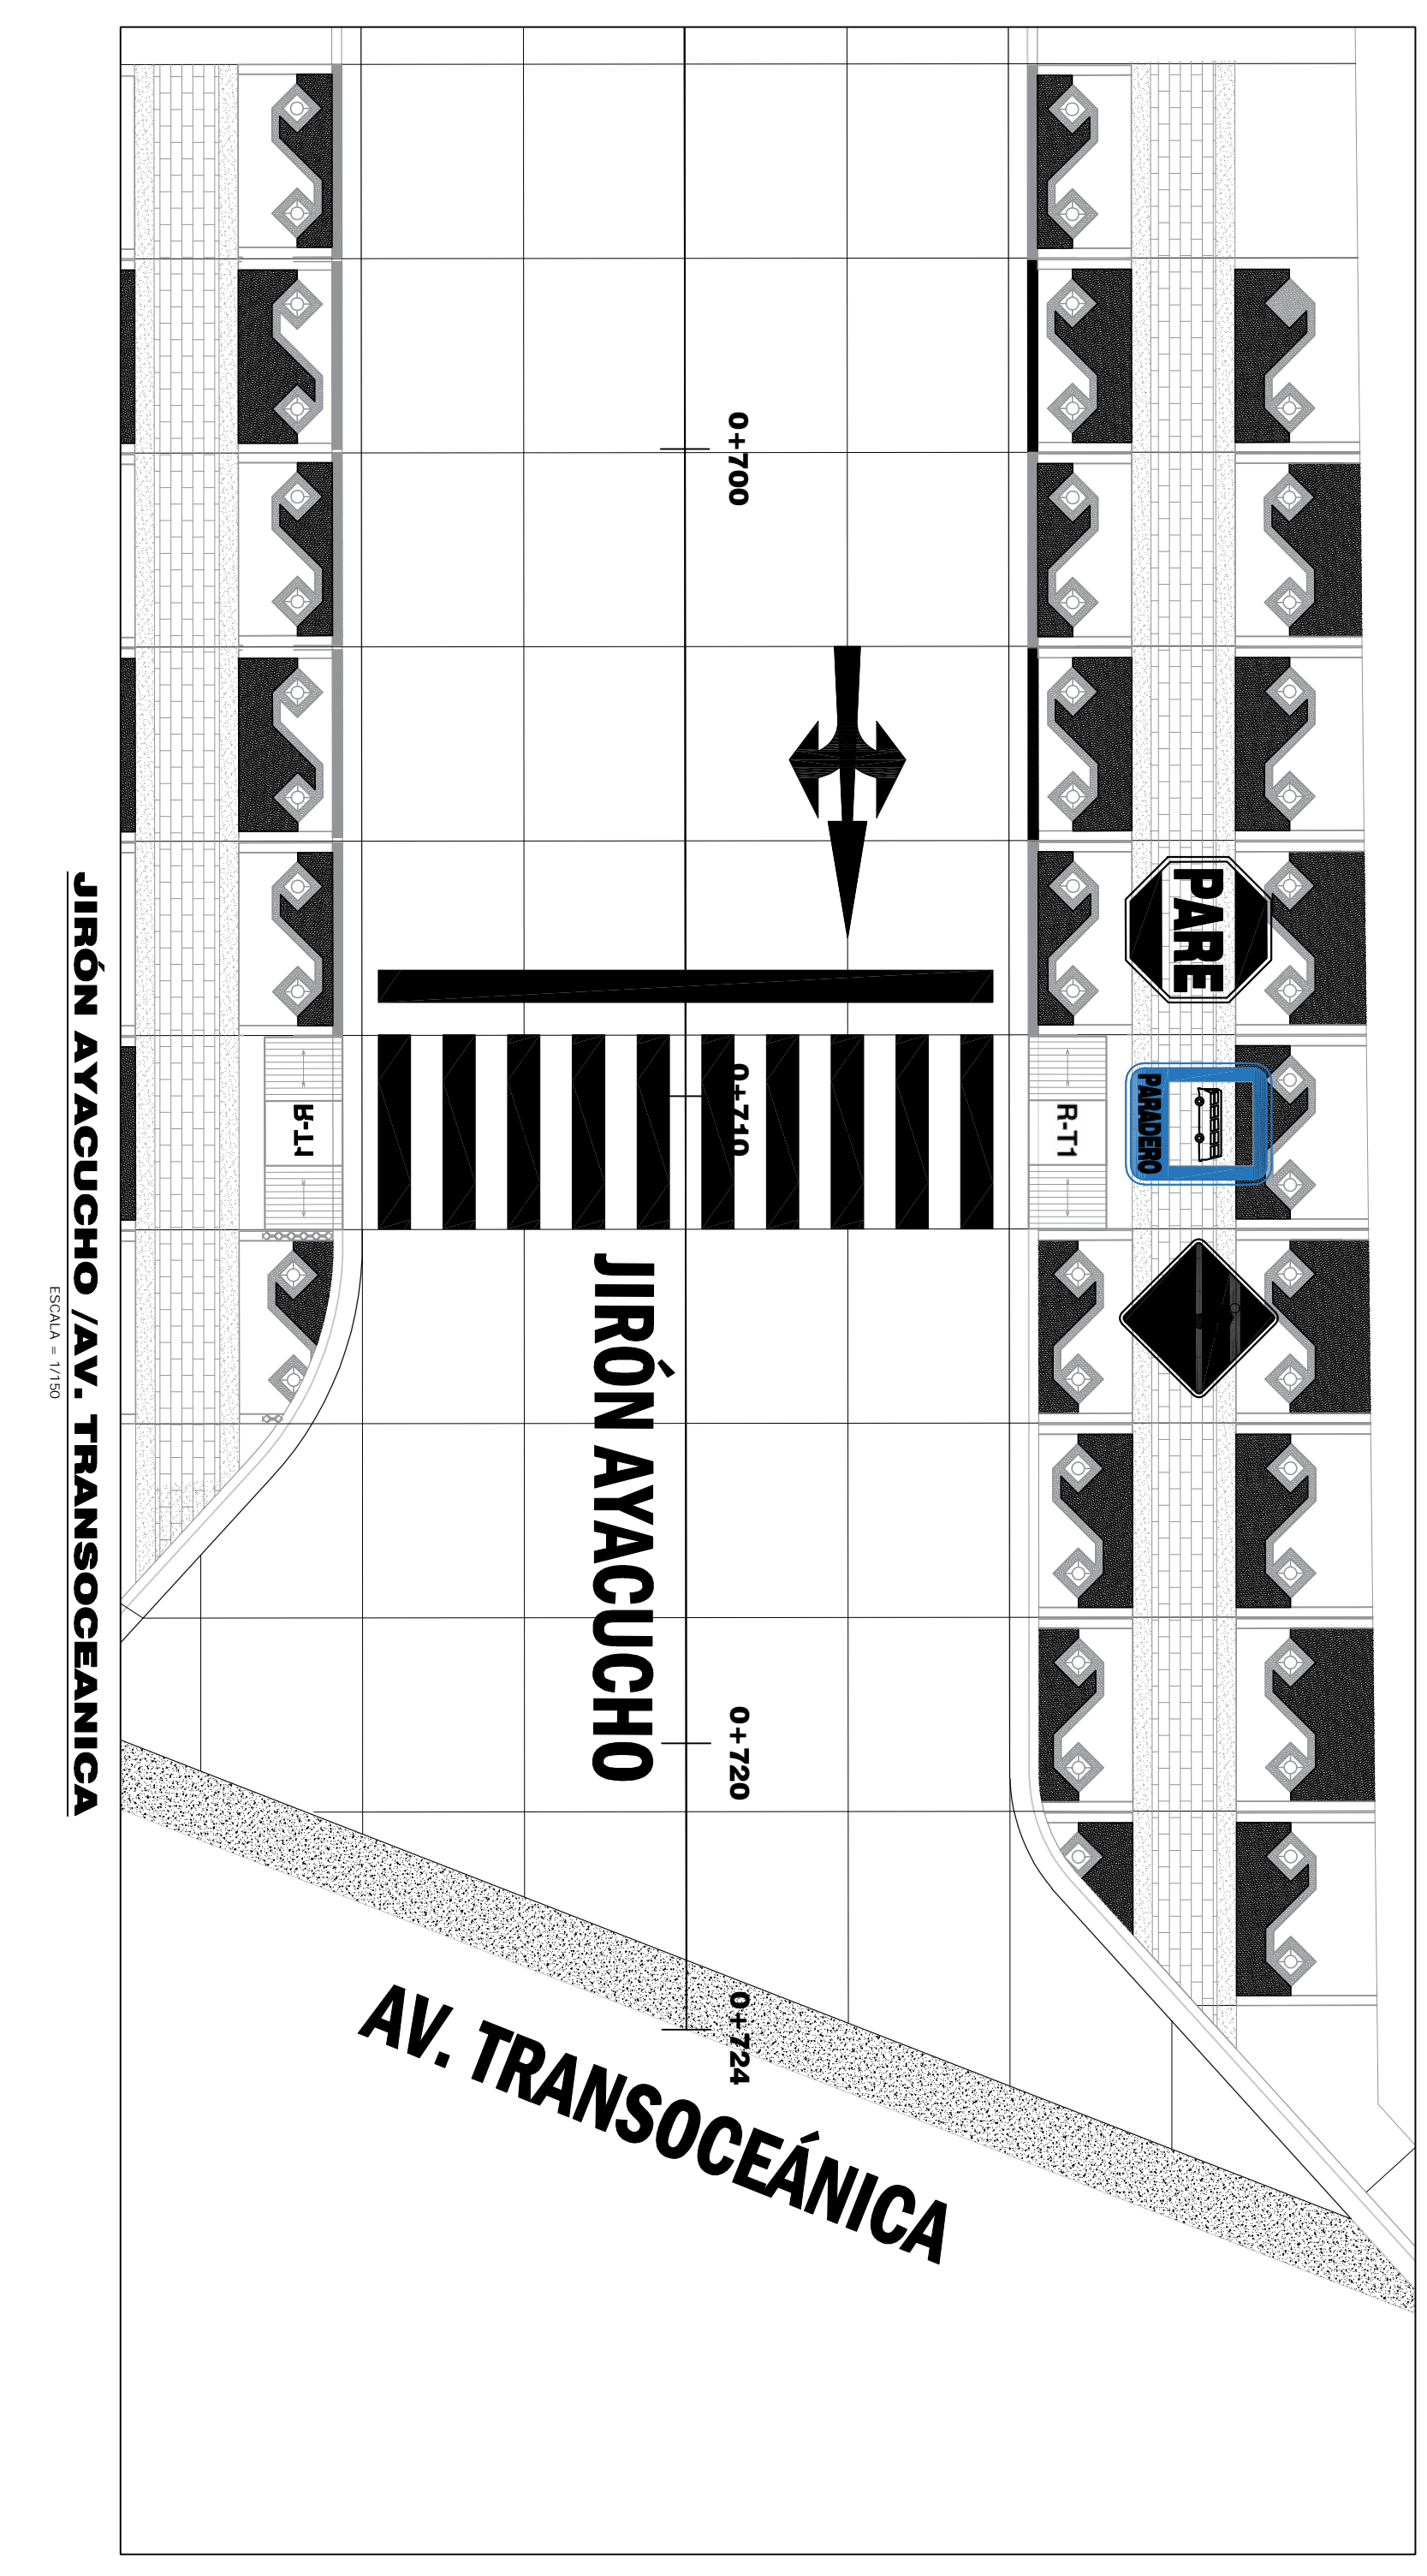 0+700
PARE
PARADERO
0+710
R-T1
R-T1
JIRÓN AYACUCHO
0+720
0+724
AV. TRANSOCEÁNICA
JIRÓN AYACUCHO /AV. TRANSOCEANICA
ESCALA = 1/150